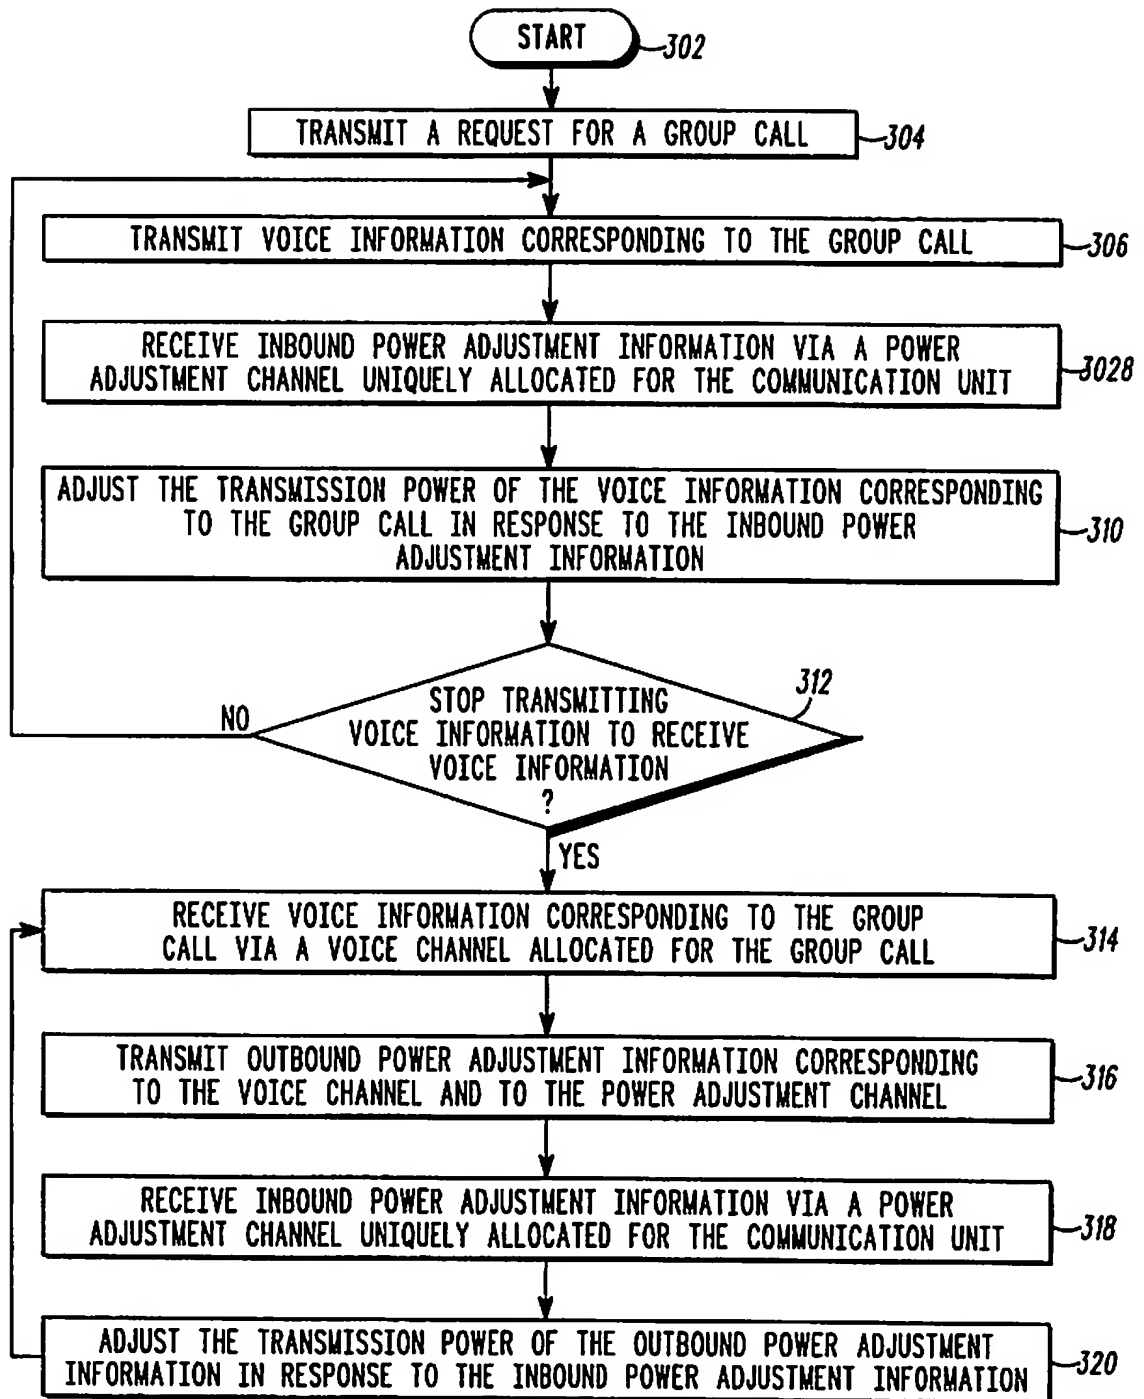 START
302
TRANSMIT A REQUEST FOR A GROUP CALL
304
TRANSMIT VOICE INFORMATION CORRESPONDING TO THE GROUP CALL
306
RECEIVE INBOUND POWER ADJUSTMENT INFORMATION VIA A POWER
ADJUSTMENT CHANNEL UNIQUELY ALLOCATED FOR THE COMMUNICATION UNIT
3028
ADJUST THE TRANSMISSION POWER OF THE VOICE INFORMATION CORRESPONDING
TO THE GROUP CALL IN RESPONSE TO THE INBOUND POWER
ADJUSTMENT INFORMATION
310
STOP TRANSMITTING
VOICE INFORMATION TO RECEIVE
VOICE INFORMATION
?
312
NO
YES
RECEIVE VOICE INFORMATION CORRESPONDING TO THE GROUP
CALL VIA A VOICE CHANNEL ALLOCATED FOR THE GROUP CALL
314
TRANSMIT OUTBOUND POWER ADJUSTMENT INFORMATION CORRESPONDING
TO THE VOICE CHANNEL AND TO THE POWER ADJUSTMENT CHANNEL
316
RECEIVE INBOUND POWER ADJUSTMENT INFORMATION VIA A POWER
ADJUSTMENT CHANNEL UNIQUELY ALLOCATED FOR THE COMMUNICATION UNIT
318
ADJUST THE TRANSMISSION POWER OF THE OUTBOUND POWER ADJUSTMENT
INFORMATION IN RESPONSE TO THE INBOUND POWER ADJUSTMENT INFORMATION
320